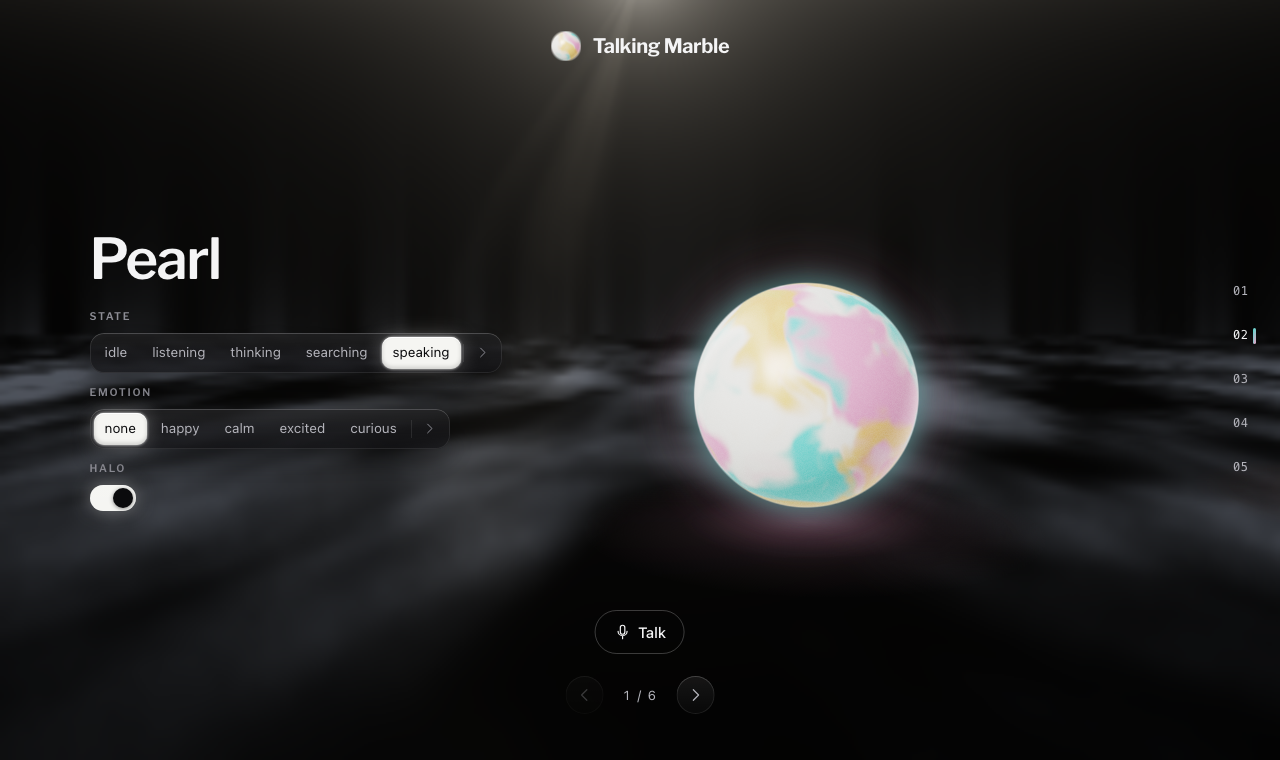 Talking Marble
Pearl
STATE
idle listening thinking searching speaking
EMOTION
none happy calm excited curious
HALO
01
02
03
04
05
Talk
1 / 6